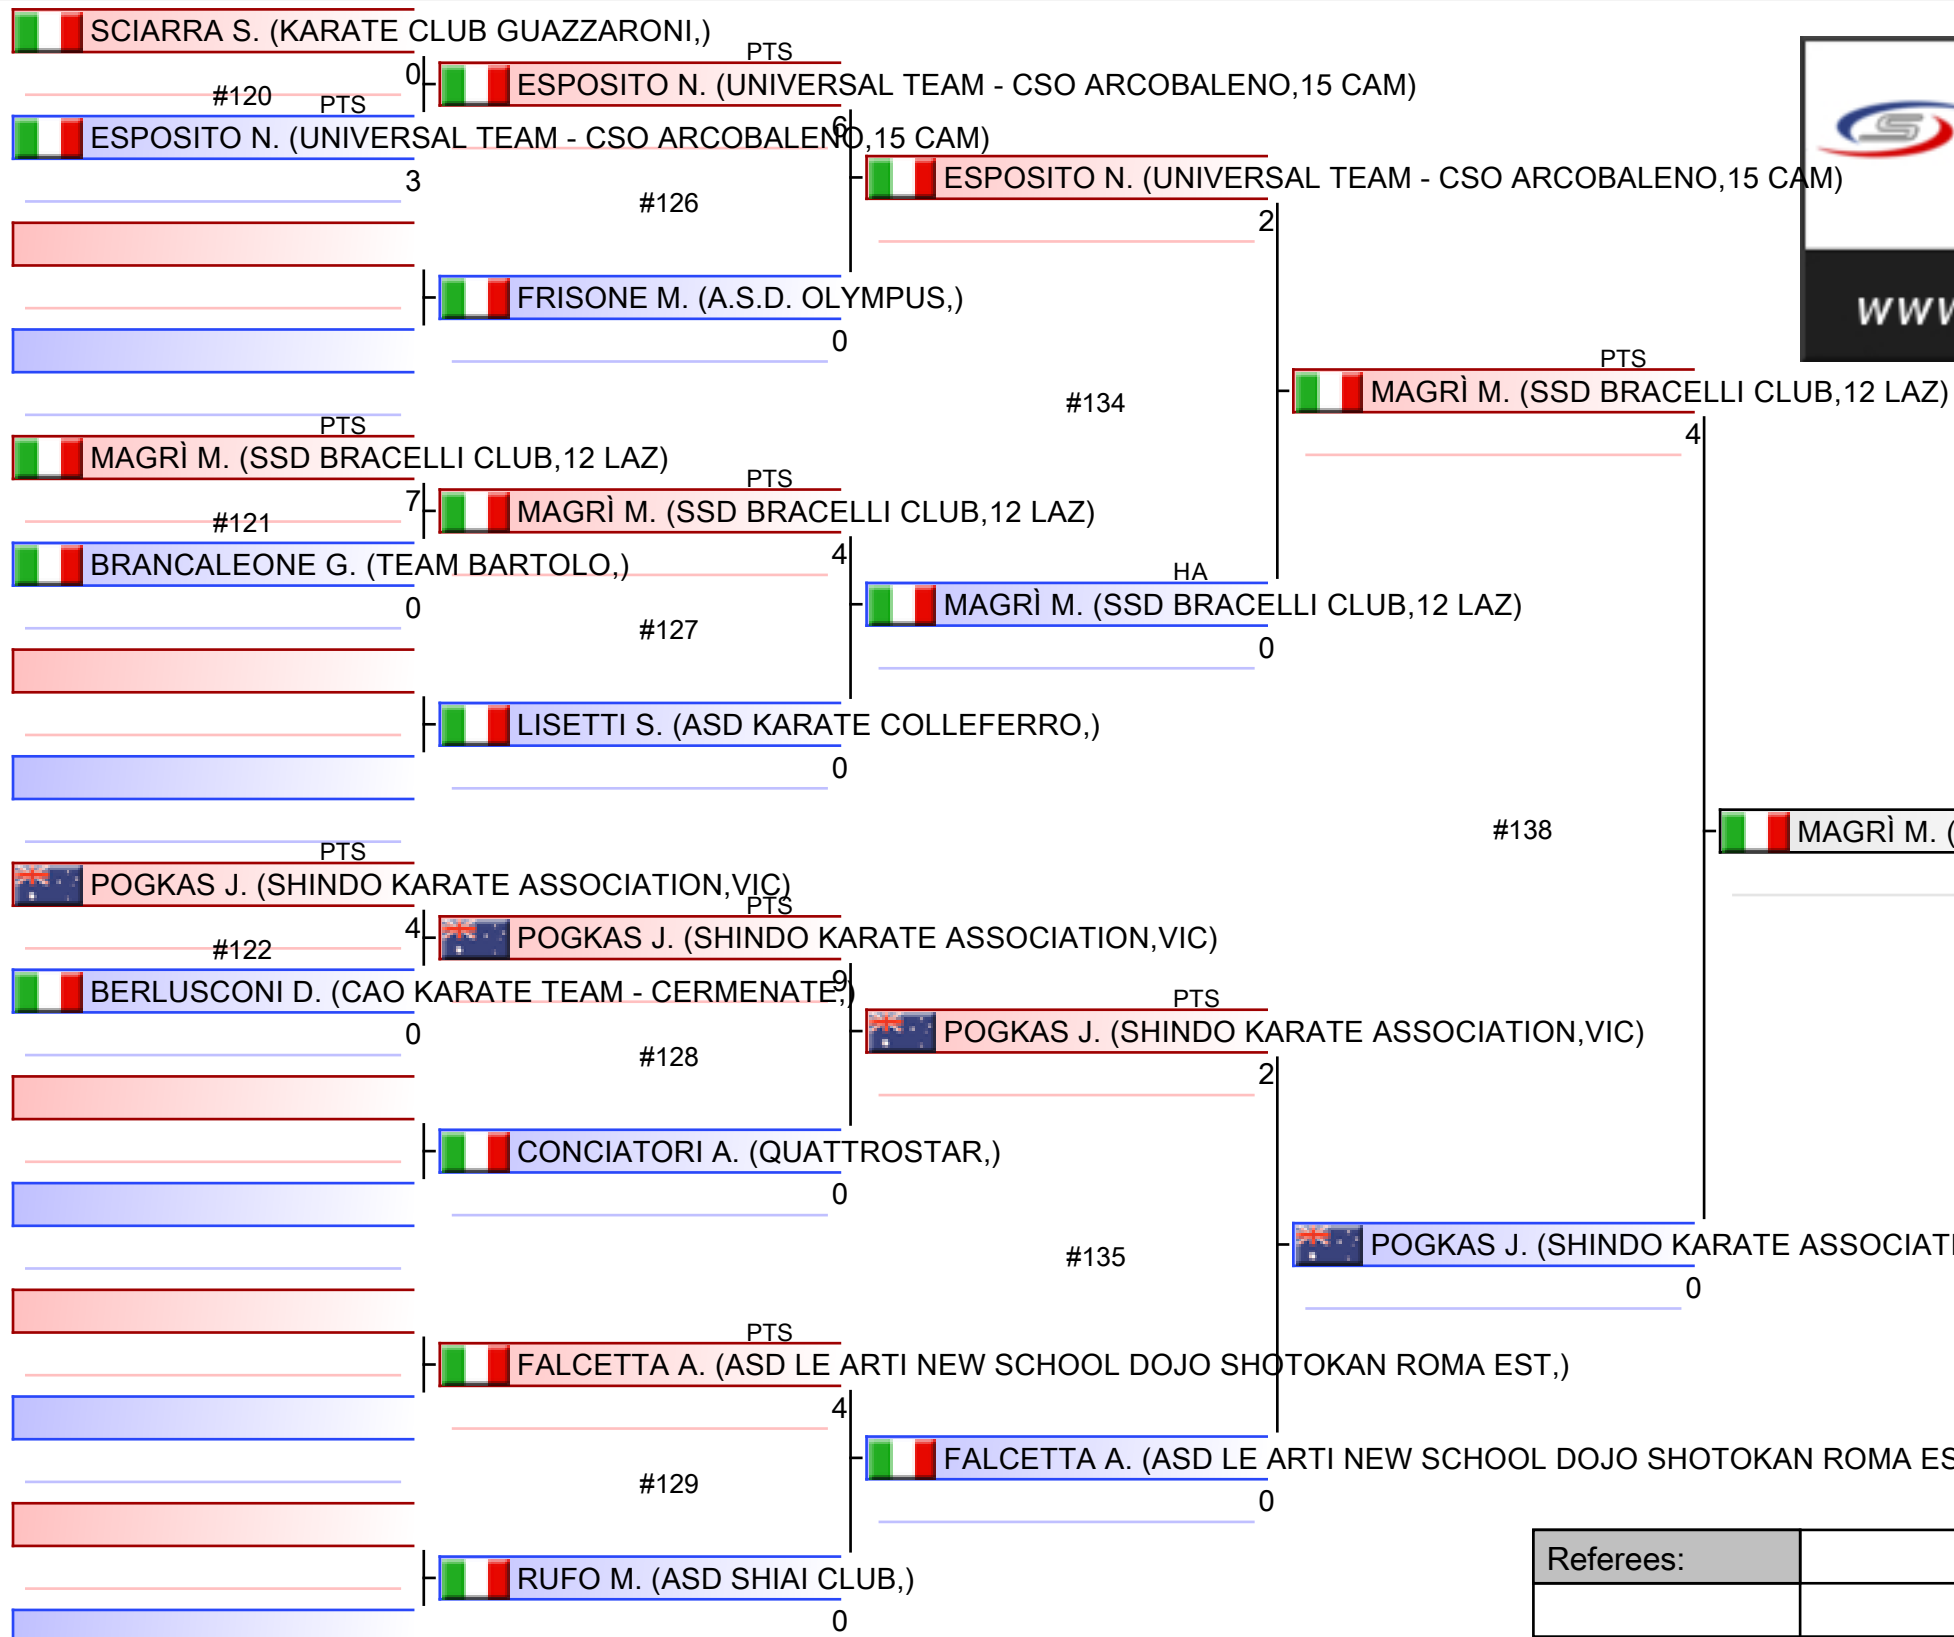 SCIARRA S. (KARATE CLUB GUAZZARONI,)
0
#120
PTS
ESPOSITO N. (UNIVERSAL TEAM - CSO ARCOBALENO,15 CAM)
3
PTS
ESPOSITO N. (UNIVERSAL TEAM - CSO ARCOBALENO,15 CAM)
6
#126
FRISONE M. (A.S.D. OLYMPUS,)
0
ESPOSITO N. (UNIVERSAL TEAM - CSO ARCOBALENO,15 CAM)
2
#134
PTS
MAGRÌ M. (SSD BRACELLI CLUB,12 LAZ)
7
#121
BRANCALEONE G. (TEAM BARTOLO,)
0
PTS
MAGRÌ M. (SSD BRACELLI CLUB,12 LAZ)
4
#127
LISETTI S. (ASD KARATE COLLEFERRO,)
0
HA
MAGRÌ M. (SSD BRACELLI CLUB,12 LAZ)
0
PTS
MAGRÌ M. (SSD BRACELLI CLUB,12 LAZ)
4
#138
MAGRÌ M. (
PTS
POGKAS J. (SHINDO KARATE ASSOCIATION,VIC)
4
#122
BERLUSCONI D. (CAO KARATE TEAM - CERMENATE,)
0
PTS
POGKAS J. (SHINDO KARATE ASSOCIATION,VIC)
9
#128
CONCIATORI A. (QUATTROSTAR,)
0
PTS
POGKAS J. (SHINDO KARATE ASSOCIATION,VIC)
2
#135
POGKAS J. (SHINDO KARATE ASSOCIATI
0
PTS
FALCETTA A. (ASD LE ARTI NEW SCHOOL DOJO SHOTOKAN ROMA EST,)
4
#129
RUFO M. (ASD SHIAI CLUB,)
0
FALCETTA A. (ASD LE ARTI NEW SCHOOL DOJO SHOTOKAN ROMA ES
0
Referees:
S
www